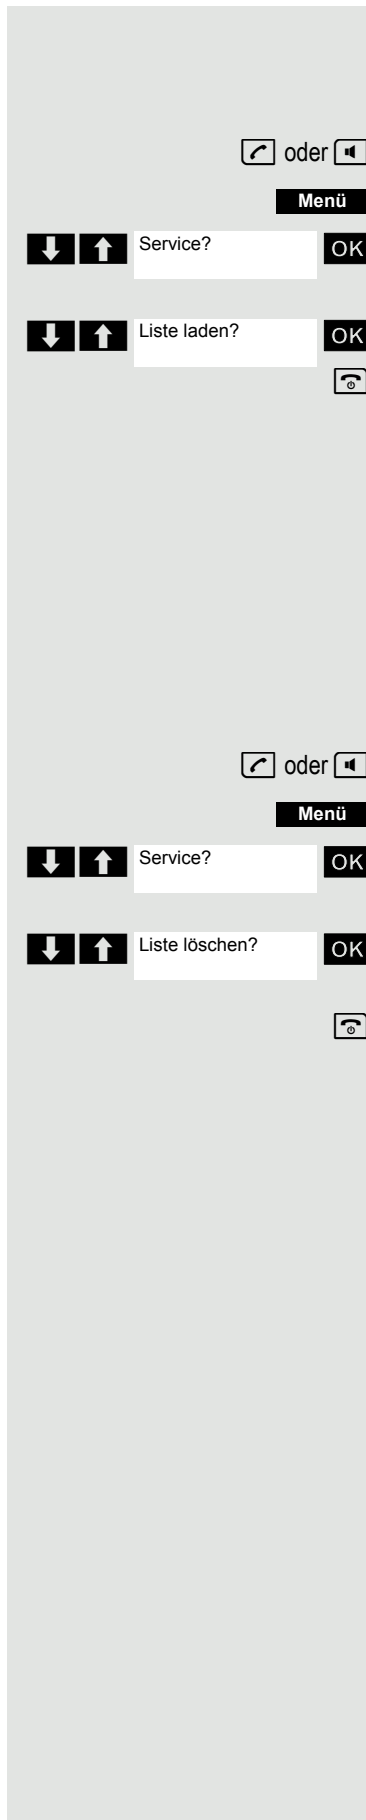 oder
Menü
Service? OK
Liste laden? OK
oder
Menü
Service? OK
Liste löschen? OK